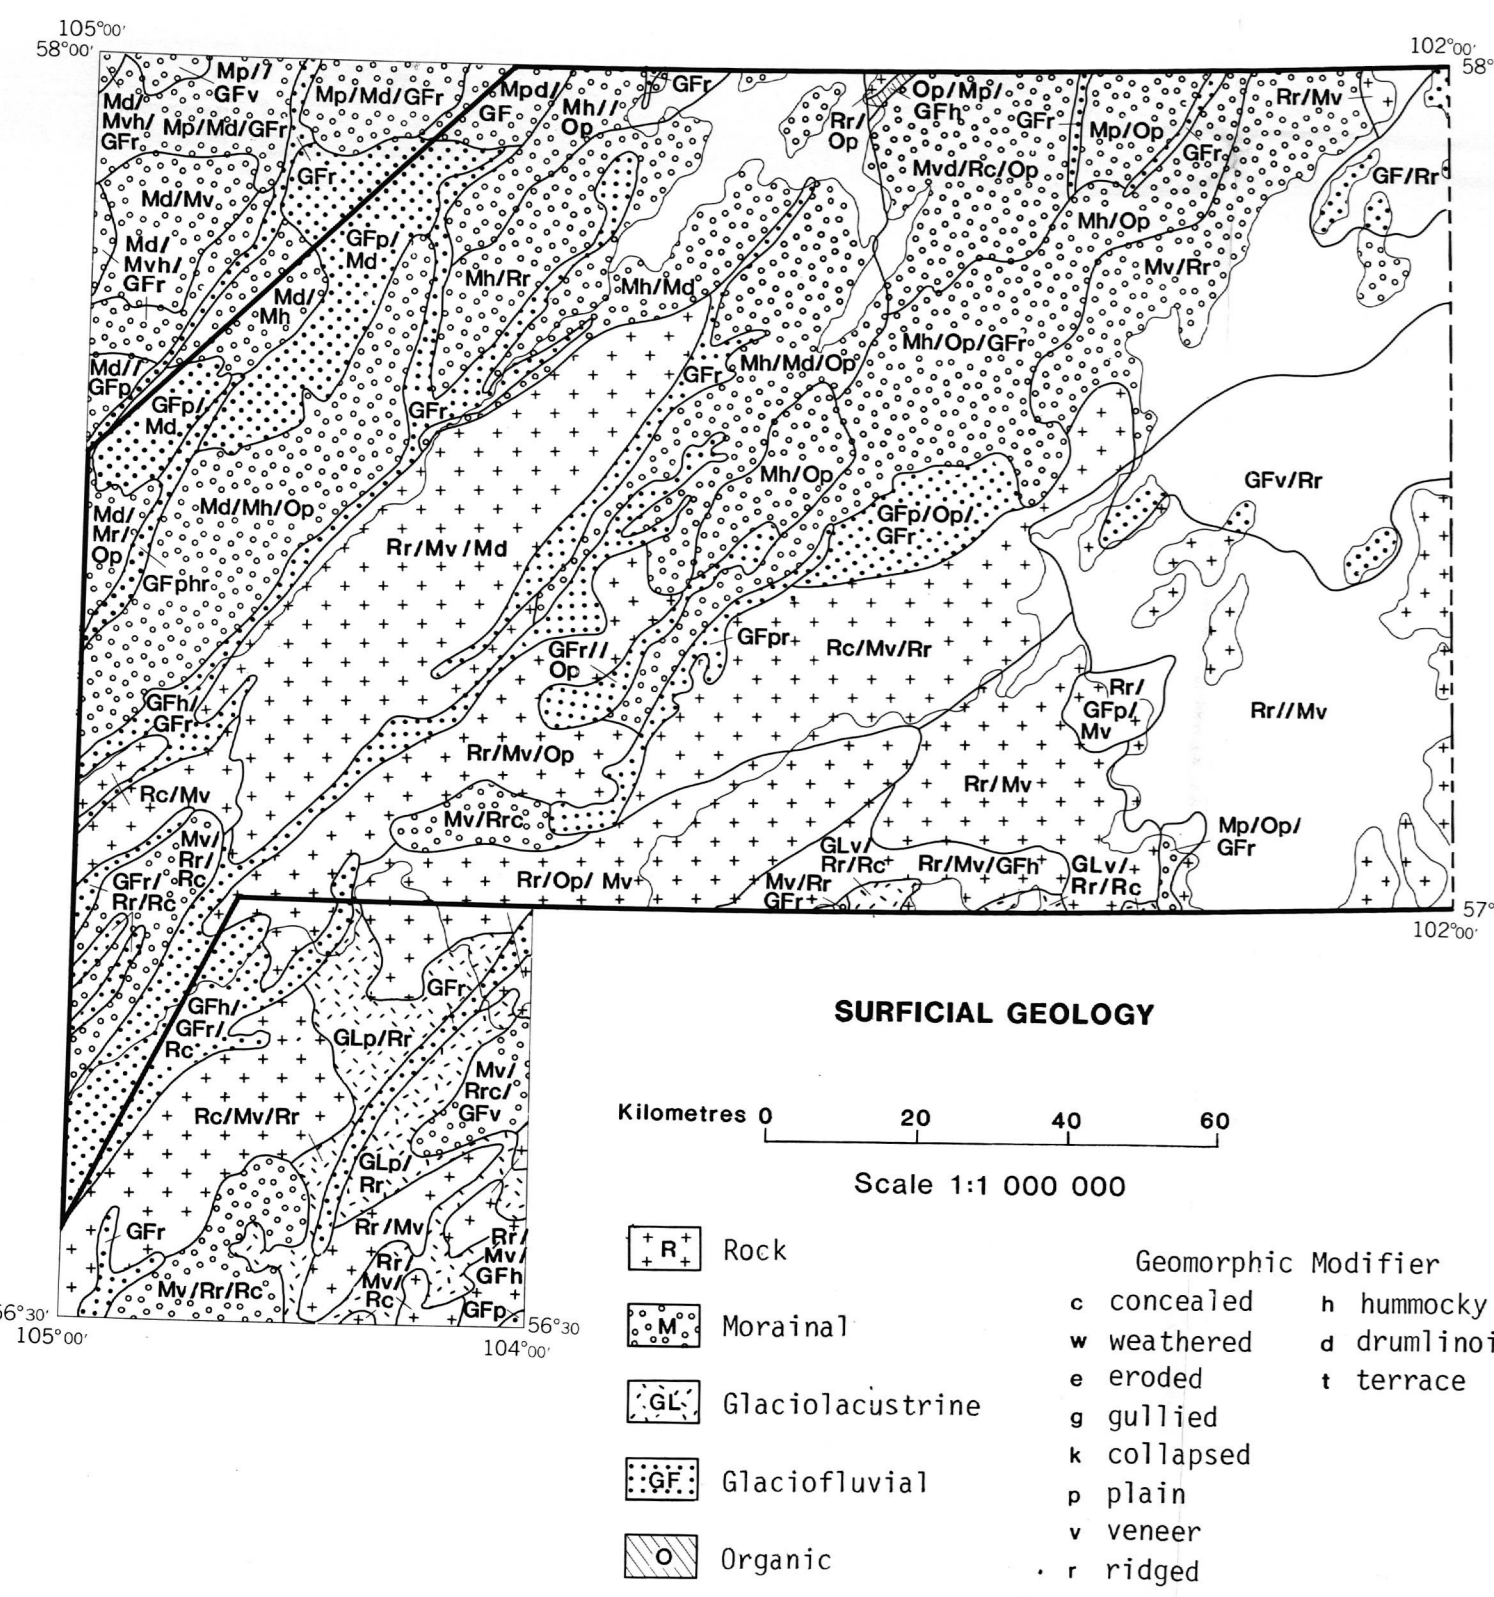 105°00'
58°00'
102°00'
58°
Mp//
GFv
Mp/Md/GFr
Mpd/
GF
Mh//
Op
GFr
Op/Mp/
GFh
GFr
Mp/Op
Rr/Mv
Md/
Mvh/
GFr
Mp/Md/GFr
Rr/
Op
GFr
GFr
Mvd/Rc/Op
GF/Rr
Md/Mv
Mh/Op
Md/
Mvh/
GFr
GFp/
Md
Mh/Rr
Mh/Md
Mv/Rr
Md/
Mh
Mh/Op/GFr
Md//
GFp
GFr
Mh/Md/Op
GFp/
Md
GFr
Mh/Op
GFv/Rr
Md/
Mr/
Op
Md/Mh/Op
GFp/Op/
GFr
Rr/Mv/Md
GFphr
GFr//
Op
GFpr
Rc/Mv/Rr
GFh/
GFr
Rr/
GFp/
Mv
Rr//Mv
Rr/Mv/Op
Rc/Mv
Rr/Mv
Mv/Rrc
Mv/
Rr/
Rc
Mp/Op/
GFr
GLv/
Rr/Rc
Rr/Mv/GFh
GLv/
Rr/Rc
GFr/
Rr/Rc
Rr/Op/Mv
Mv/Rr
GFr
57°
102°00'
GFr
GFh/
GFr/
Rc
GLp/Rr
Mv/
Rrc/
GFv
Rc/Mv/Rr
GLp/
Rr
GFr
Rr/Mv
Rr/
Mv/
GFh
Rr/
Mv/
Rc
Mv/Rr/Rc
GFp
56°30'
105°00'
56°30
104°00'
SURFICIAL GEOLOGY
Kilometres 0 20 40 60
Scale 1:1 000 000
R Rock
M Morainal
GL Glaciolacustrine
GF Glaciofluvial
O Organic
Geomorphic Modifier
c concealed
w weathered
e eroded
g gullied
k collapsed
p plain
v veneer
r ridged
h hummocky
d drumlinoi
t terrace